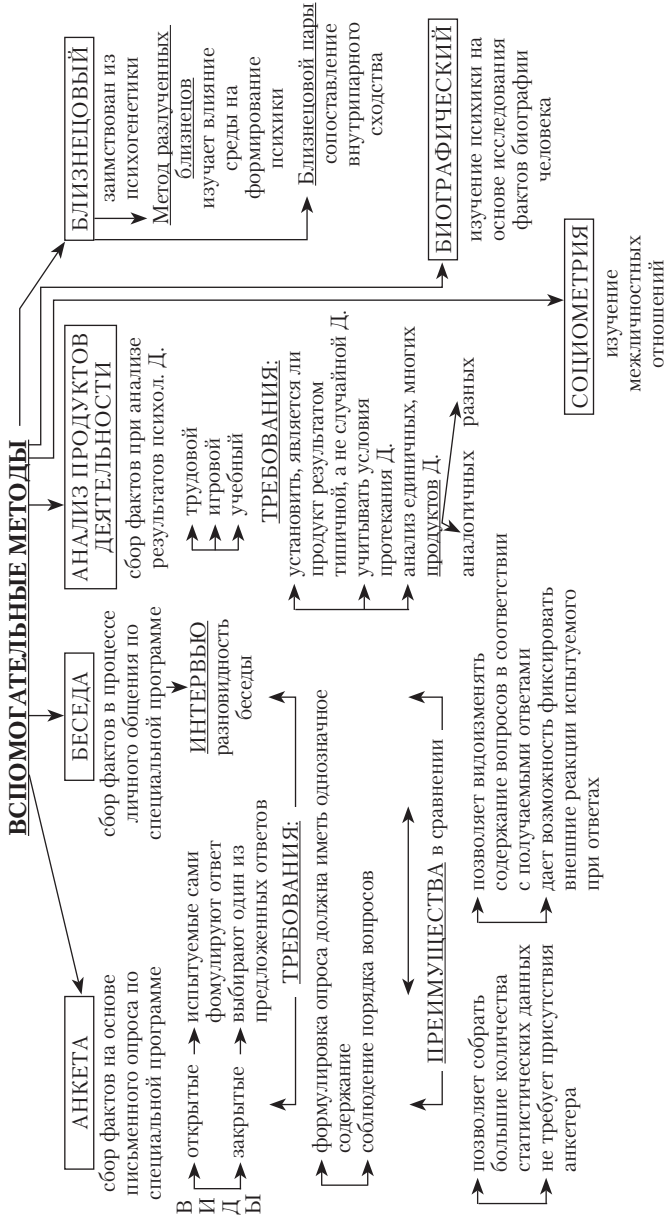 ВСПОМОГАТЕЛЬНЫЕ МЕТОДЫ
АНКЕТА
сбор фактов на основе
письменного опроса по
специальной программе
ВИДЫ
открытые
испытуемые сами
фомулируют ответ
закрытые
выбирают один из
предложенных ответов
БЕСЕДА
сбор фактов в процессе
личного общения по
специальной программе
ИНТЕРВЬЮ
разновидность
беседы
ТРЕБОВАНИЯ:
формулировка опроса должна иметь однозначное
содержание
соблюдение порядка вопросов
ПРЕИМУЩЕСТВА в сравнении
позволяет собрать
большие количества
статистических данных
не требует присутствия
анкетера
позволяет видоизменять
содержание вопросов в соответствии
с получаемыми ответами
дает возможность фиксировать
внешние реакции испытуемого
при ответах
АНАЛИЗ ПРОДУКТОВ
ДЕЯТЕЛЬНОСТИ
сбор фактов при анализе
результатов психол. Д.
трудовой
игровой
учебный
ТРЕБОВАНИЯ:
установить, является ли
продукт результатом
типичной, а не случайной Д.
учитывать условия
протекания Д.
анализ единичных, многих
продуктов Д.
аналотичных разных
БЛИЗНЕЦОВЫЙ
заимствован из
психогенетики
Метод разлученных
близнецов
изучает влияние
среды на
формирование
психики
Близнецовой пары
сопоставление
внутрипарного
сходства
БИОГРАФИЧЕСКИЙ
изучение психики на
основе исследования
фактов биографии
человека
СОЦИОМЕТРИЯ
изучение
межличностных
отношений